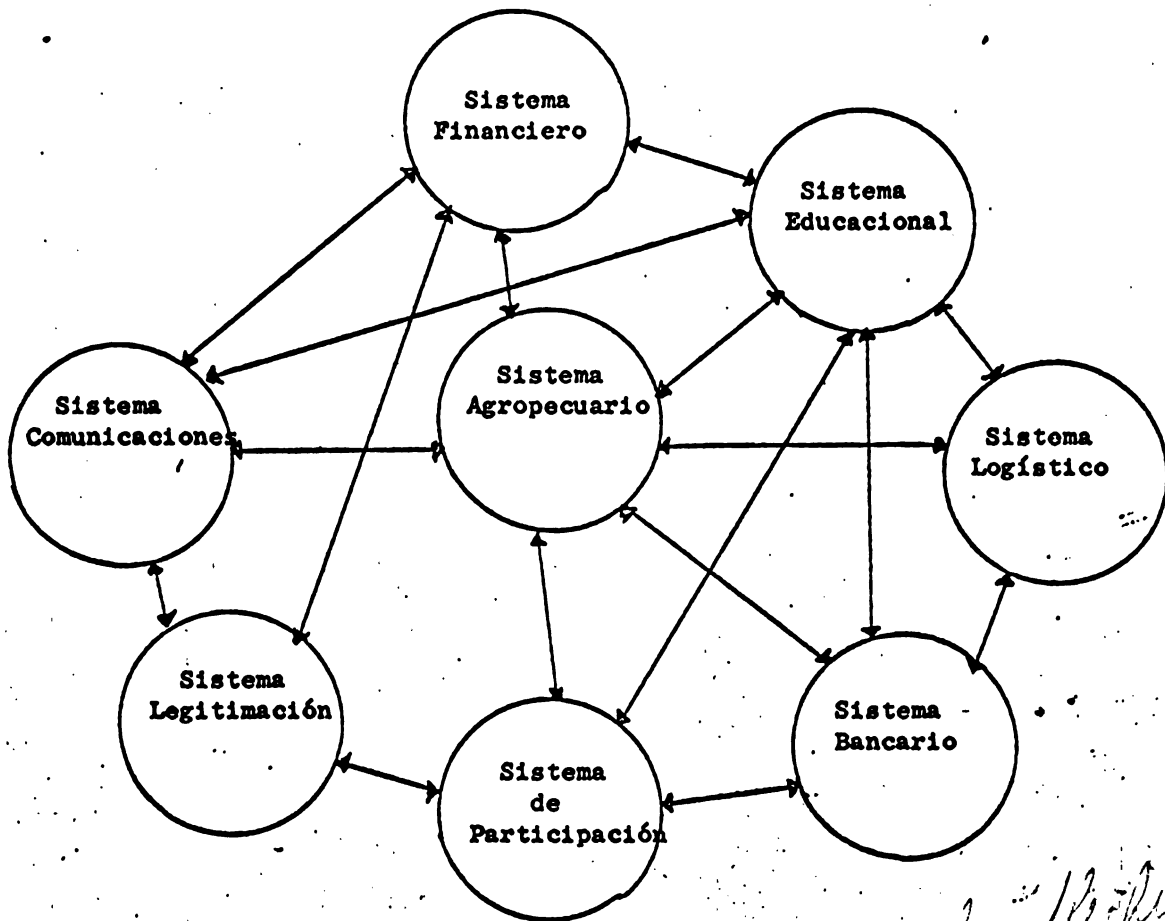 Sistema
Financiero
Sistema
Educacional
Sistema
Agropecuario
Sistema
Comunicaciones
Sistema
Logístico
Sistema
Legitimación
Sistema
Bancario
Sistema
de
Participación